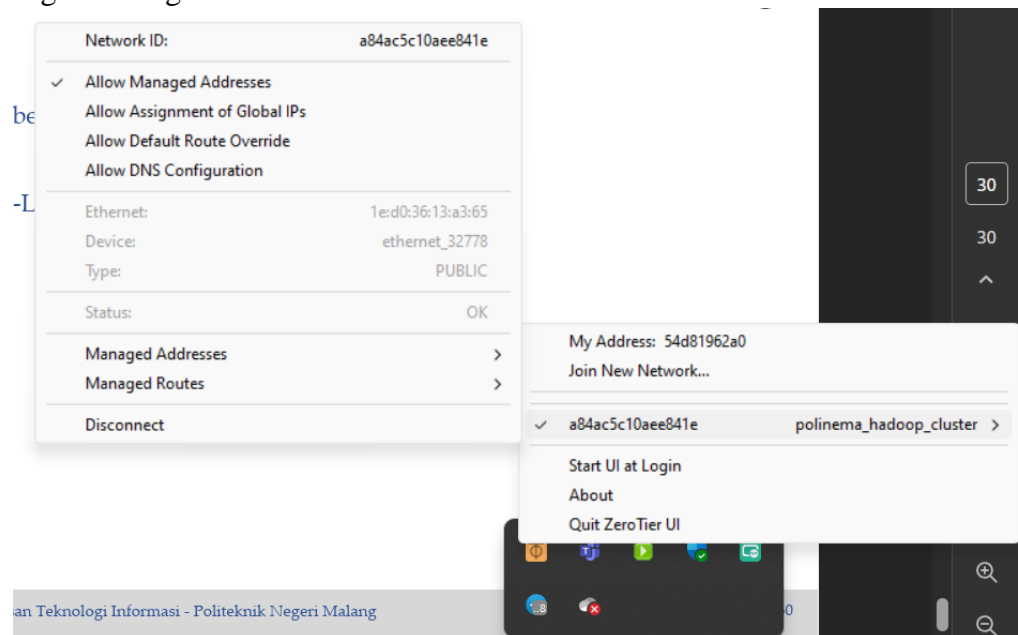 Network ID: a84ac5c10aee841e
Allow Managed Addresses
Allow Assignment of Global IPs
be
Allow Default Route Override
Allow DNS Configuration
-L
Ethernet: 1e:d0:36:13:a3:65
Device: ethernet_32778
Type: PUBLIC
Status: OK
Managed Addresses
Managed Routes
Disconnect
30
30
My Address: 54d81962a0
Join New Network...
a84ac5c10aee841e polinema_hadoop_cluster
Start UI at Login
About
Quit ZeroTier UI
san Teknologi Informasi - Politeknik Negeri Malang